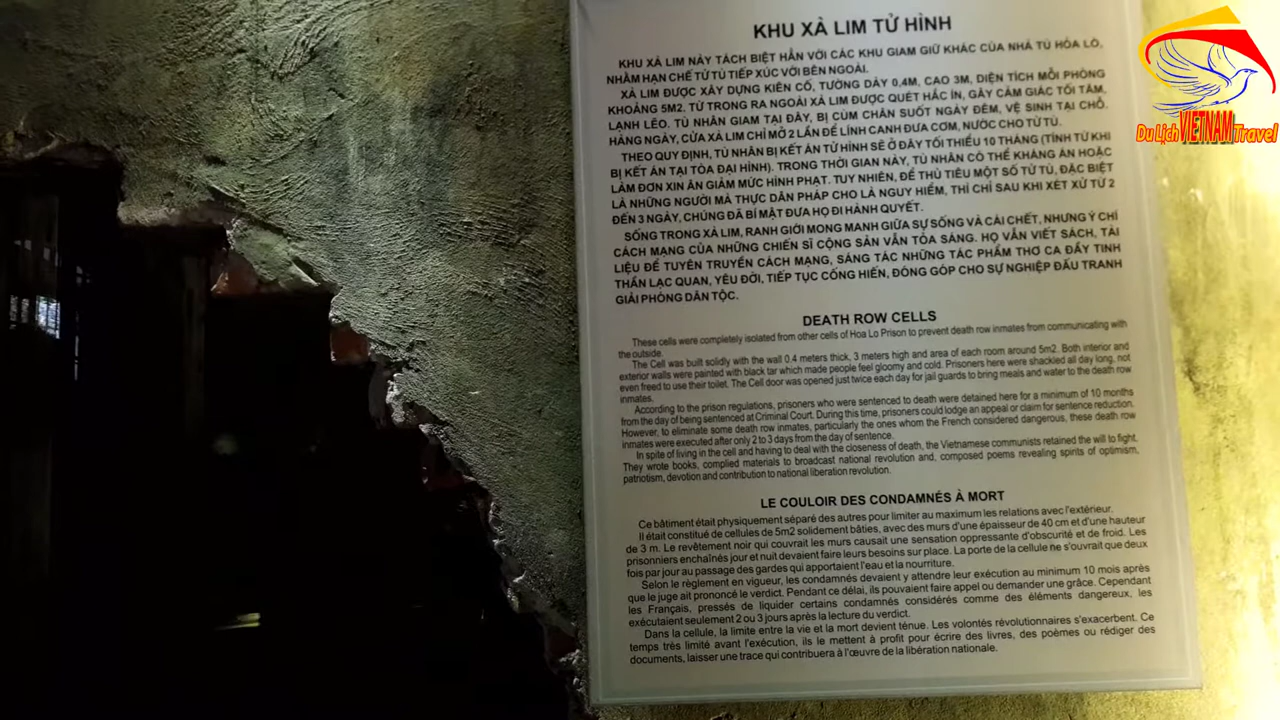 KHU XÀ LIM TỬ HÌNH
KHU XÀ LIM NÀY TÁCH BIỆT HẲN VỚI CÁC KHU GIAM GIỮ KHÁC CỦA NHÀ TÙ HỎA LÒ,
NHẰM HẠN CHẾ TỬ TÙ TIẾP XÚC VỚI BÊN NGOÀI.
XÀ LIM ĐƯỢC XÂY DỰNG KIÊN CỐ, TƯỜNG DÀY 0,4M, CAO 3M, DIỆN TÍCH MỖI PHÒNG
KHOẢNG 5M2. TỪ TRONG RA NGOÀI XÀ LIM ĐƯỢC QUÉT HẮC ÍN, GÂY CẢM GIÁC TỐI TĂM,
LẠNH LẼO. TÙ NHÂN GIAM TẠI ĐÂY, BỊ CÙM CHÂN SUỐT NGÀY ĐÊM, VỆ SINH TẠI CHỖ.
HÀNG NGÀY, CỬA XÀ LIM CHỈ MỞ 2 LẦN ĐỂ LÍNH CANH ĐƯA CƠM, NƯỚC CHO TỬ TÙ.
THEO QUY ĐỊNH, TÙ NHÂN BỊ KẾT ÁN TỬ HÌNH SẼ Ở ĐÂY TỐI THIỂU 10 THÁNG (TÍNH TỪ KHI
BỊ KẾT ÁN TẠI TÒA ĐẠI HÌNH). TRONG THỜI GIAN NÀY, TÙ NHÂN CÓ THỂ KHÁNG ÁN HOẶC
LÀM ĐƠN XIN ÂN GIẢM MỨC HÌNH PHẠT. TUY NHIÊN, ĐỂ THỦ TIÊU MỘT SỐ TỬ TÙ, ĐẶC BIỆT
LÀ NHỮNG NGƯỜI MÀ THỰC DÂN PHÁP CHO LÀ NGUY HIỂM, THÌ CHỈ SAU KHI XÉT XỬ TỪ 2
ĐẾN 3 NGÀY, CHÚNG ĐÃ BÍ MẬT ĐƯA HỌ ĐI HÀNH QUYẾT.
SỐNG TRONG XÀ LIM, RANH GIỚI MONG MANH GIỮA SỰ SỐNG VÀ CÁI CHẾT, NHƯNG Ý CHÍ
CÁCH MẠNG CỦA NHỮNG CHIẾN SĨ CỘNG SẢN VẪN TỎA SÁNG. HỌ VẪN VIẾT SÁCH, TÀI
LIỆU ĐỂ TUYÊN TRUYỀN CÁCH MẠNG, SÁNG TÁC NHỮNG TÁC PHẨM THƠ CA ĐẦY TINH
THẦN LẠC QUAN, YÊU ĐỜI, TIẾP TỤC CỐNG HIẾN, ĐÓNG GÓP CHO SỰ NGHIỆP ĐẤU TRANH
GIẢI PHÓNG DÂN TỘC.
DEATH ROW CELLS
These cells were completely isolated from other cells of Hoa Lo Prison to prevent death row inmates from communicating with
the outside.
The Cell was built solidly with the wall 0.4 meters thick, 3 meters high and area of each room around 5m2. Both interior and
exterior walls were painted with black tar which made people feel gloomy and cold. Prisoners here were shackled all day long, not
even freed to use their toilet. The Cell door was opened just twice each day for jail guards to bring meals and water to the death row
inmates.
According to the prison regulations, prisoners who were sentenced to death were detained here for a minimum of 10 months
from the day of being sentenced at Criminal Court. During this time, prisoners could lodge an appeal or claim for sentence reduction.
However, to eliminate some death row inmates, particularly the ones whom the French considered dangerous, these death row
inmates were executed after only 2 to 3 days from the day of sentence.
In spite of living in the cell and having to deal with the closeness of death, the Vietnamese communists retained the will to fight.
They wrote books, complied materials to broadcast national revolution and, composed poems revealing spirits of optimism,
patriotism, devotion and contribution to national liberation revolution.
LE COULOIR DES CONDAMNÉS À MORT
Ce bâtiment était physiquement séparé des autres pour limiter au maximum les relations avec l'extérieur.
Il était constitué de cellules de 5m2 solidement bâties, avec des murs d'une épaisseur de 40 cm et d'une hauteur
de 3 m. Le revêtement noir qui couvrait les murs causait une sensation oppressante d'obscurité et de froid. Les
prisonniers enchaînés jour et nuit devaient faire leurs besoins sur place. La porte de la cellule ne s'ouvrait que deux
fois par jour au passage des gardes qui apportaient l'eau et la nourriture.
Selon le règlement en vigueur, les condamnés devaient y attendre leur exécution au minimum 10 mois après
que le juge ait prononcé le verdict. Pendant ce délai, ils pouvaient faire appel ou demander une grâce. Cependant
les Français, pressés de liquider certains condamnés considérés comme des éléments dangereux, les
exécutaient seulement 2 ou 3 jours après la lecture du verdict.
Dans la cellule, la limite entre la vie et la mort devient ténue. Les volontés révolutionnaires s'exacerbent. Ce
temps très limité avant l'exécution, ils le mettent à profit pour écrire des livres, des poèmes ou rédiger des
documents, laisser une trace qui contribuera à l'œuvre de la libération nationale.
Du Lịch VIETNAM Travel